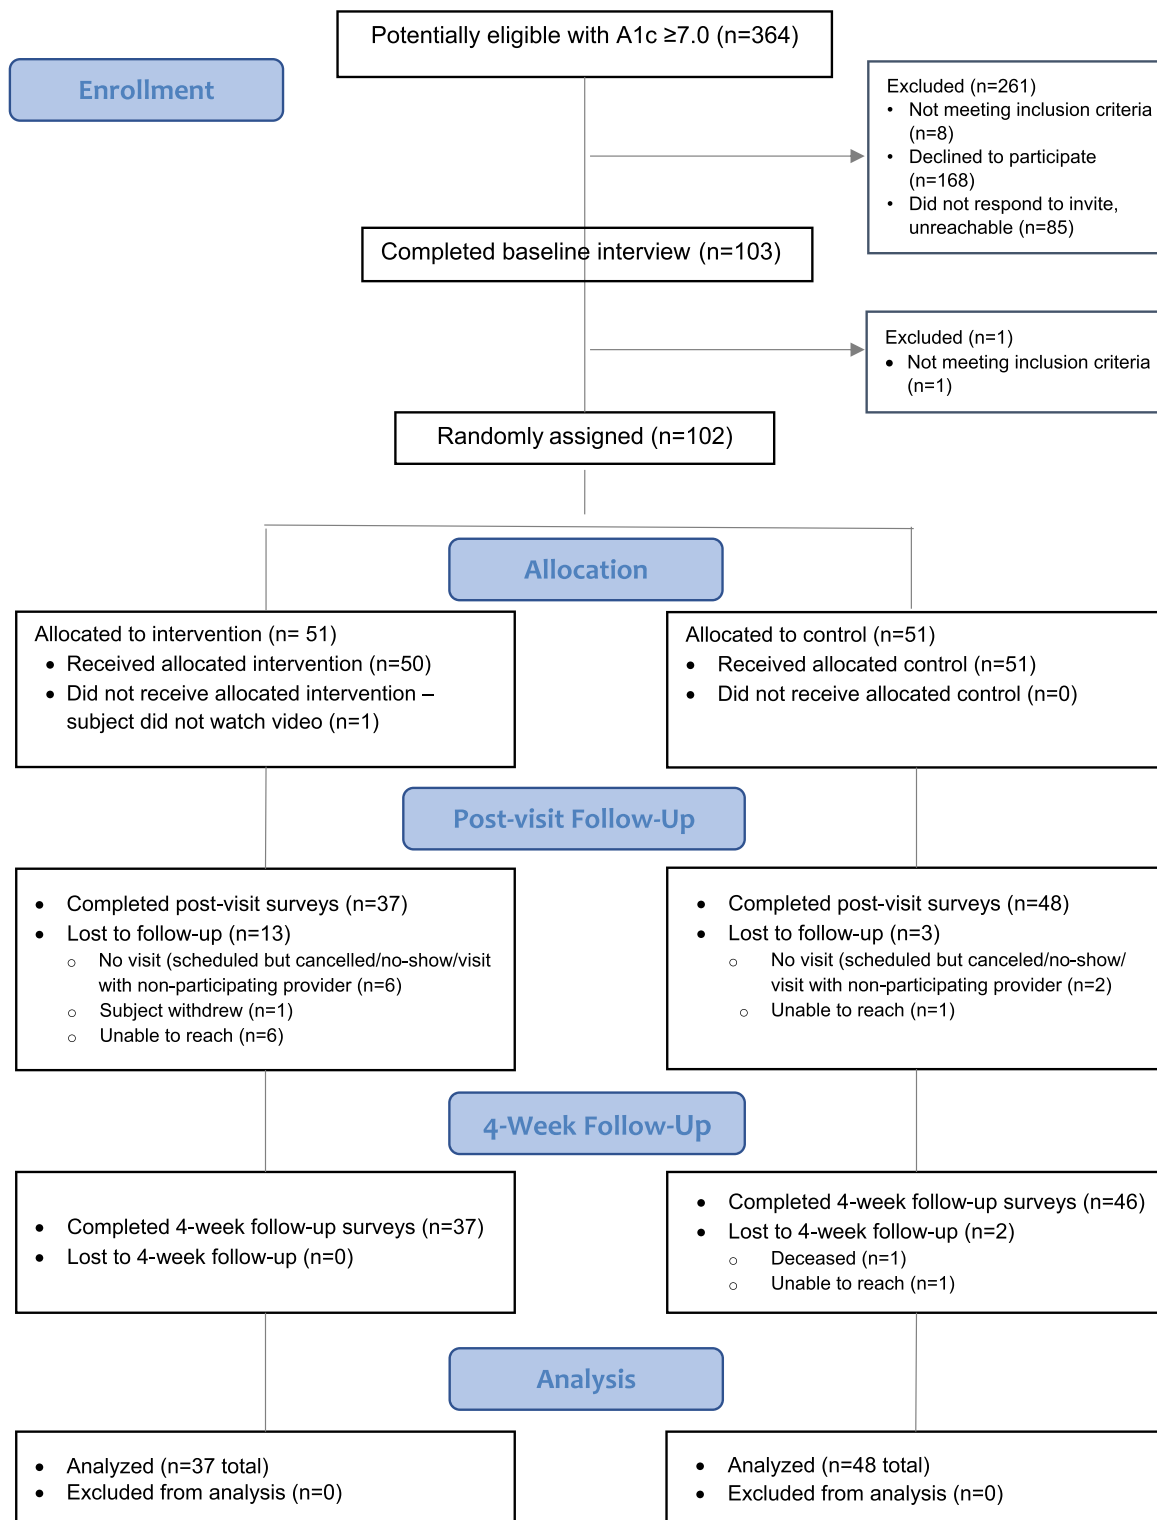 Potentially eligible with A1c ≥7.0 (n=364)
Enrollment
Excluded (n=261)
• Not meeting inclusion criteria
(n=8)
• Declined to participate
(n=168)
• Did not respond to invite,
unreachable (n=85)
Completed baseline interview (n=103)
Excluded (n=1)
• Not meeting inclusion criteria
(n=1)
Randomly assigned (n=102)
Allocation
Allocated to intervention (n= 51)
• Received allocated intervention (n=50)
• Did not receive allocated intervention –
subject did not watch video (n=1)
Allocated to control (n=51)
• Received allocated control (n=51)
• Did not receive allocated control (n=0)
Post-visit Follow-Up
• Completed post-visit surveys (n=37)
• Lost to follow-up (n=13)
○ No visit (scheduled but cancelled/no-show/visit
with non-participating provider (n=6)
○ Subject withdrew (n=1)
○ Unable to reach (n=6)
• Completed post-visit surveys (n=48)
• Lost to follow-up (n=3)
○ No visit (scheduled but canceled/no-show/
visit with non-participating provider (n=2)
○ Unable to reach (n=1)
4-Week Follow-Up
• Completed 4-week follow-up surveys (n=37)
• Lost to 4-week follow-up (n=0)
• Completed 4-week follow-up surveys (n=46)
• Lost to 4-week follow-up (n=2)
○ Deceased (n=1)
○ Unable to reach (n=1)
Analysis
• Analyzed (n=37 total)
• Excluded from analysis (n=0)
• Analyzed (n=48 total)
• Excluded from analysis (n=0)